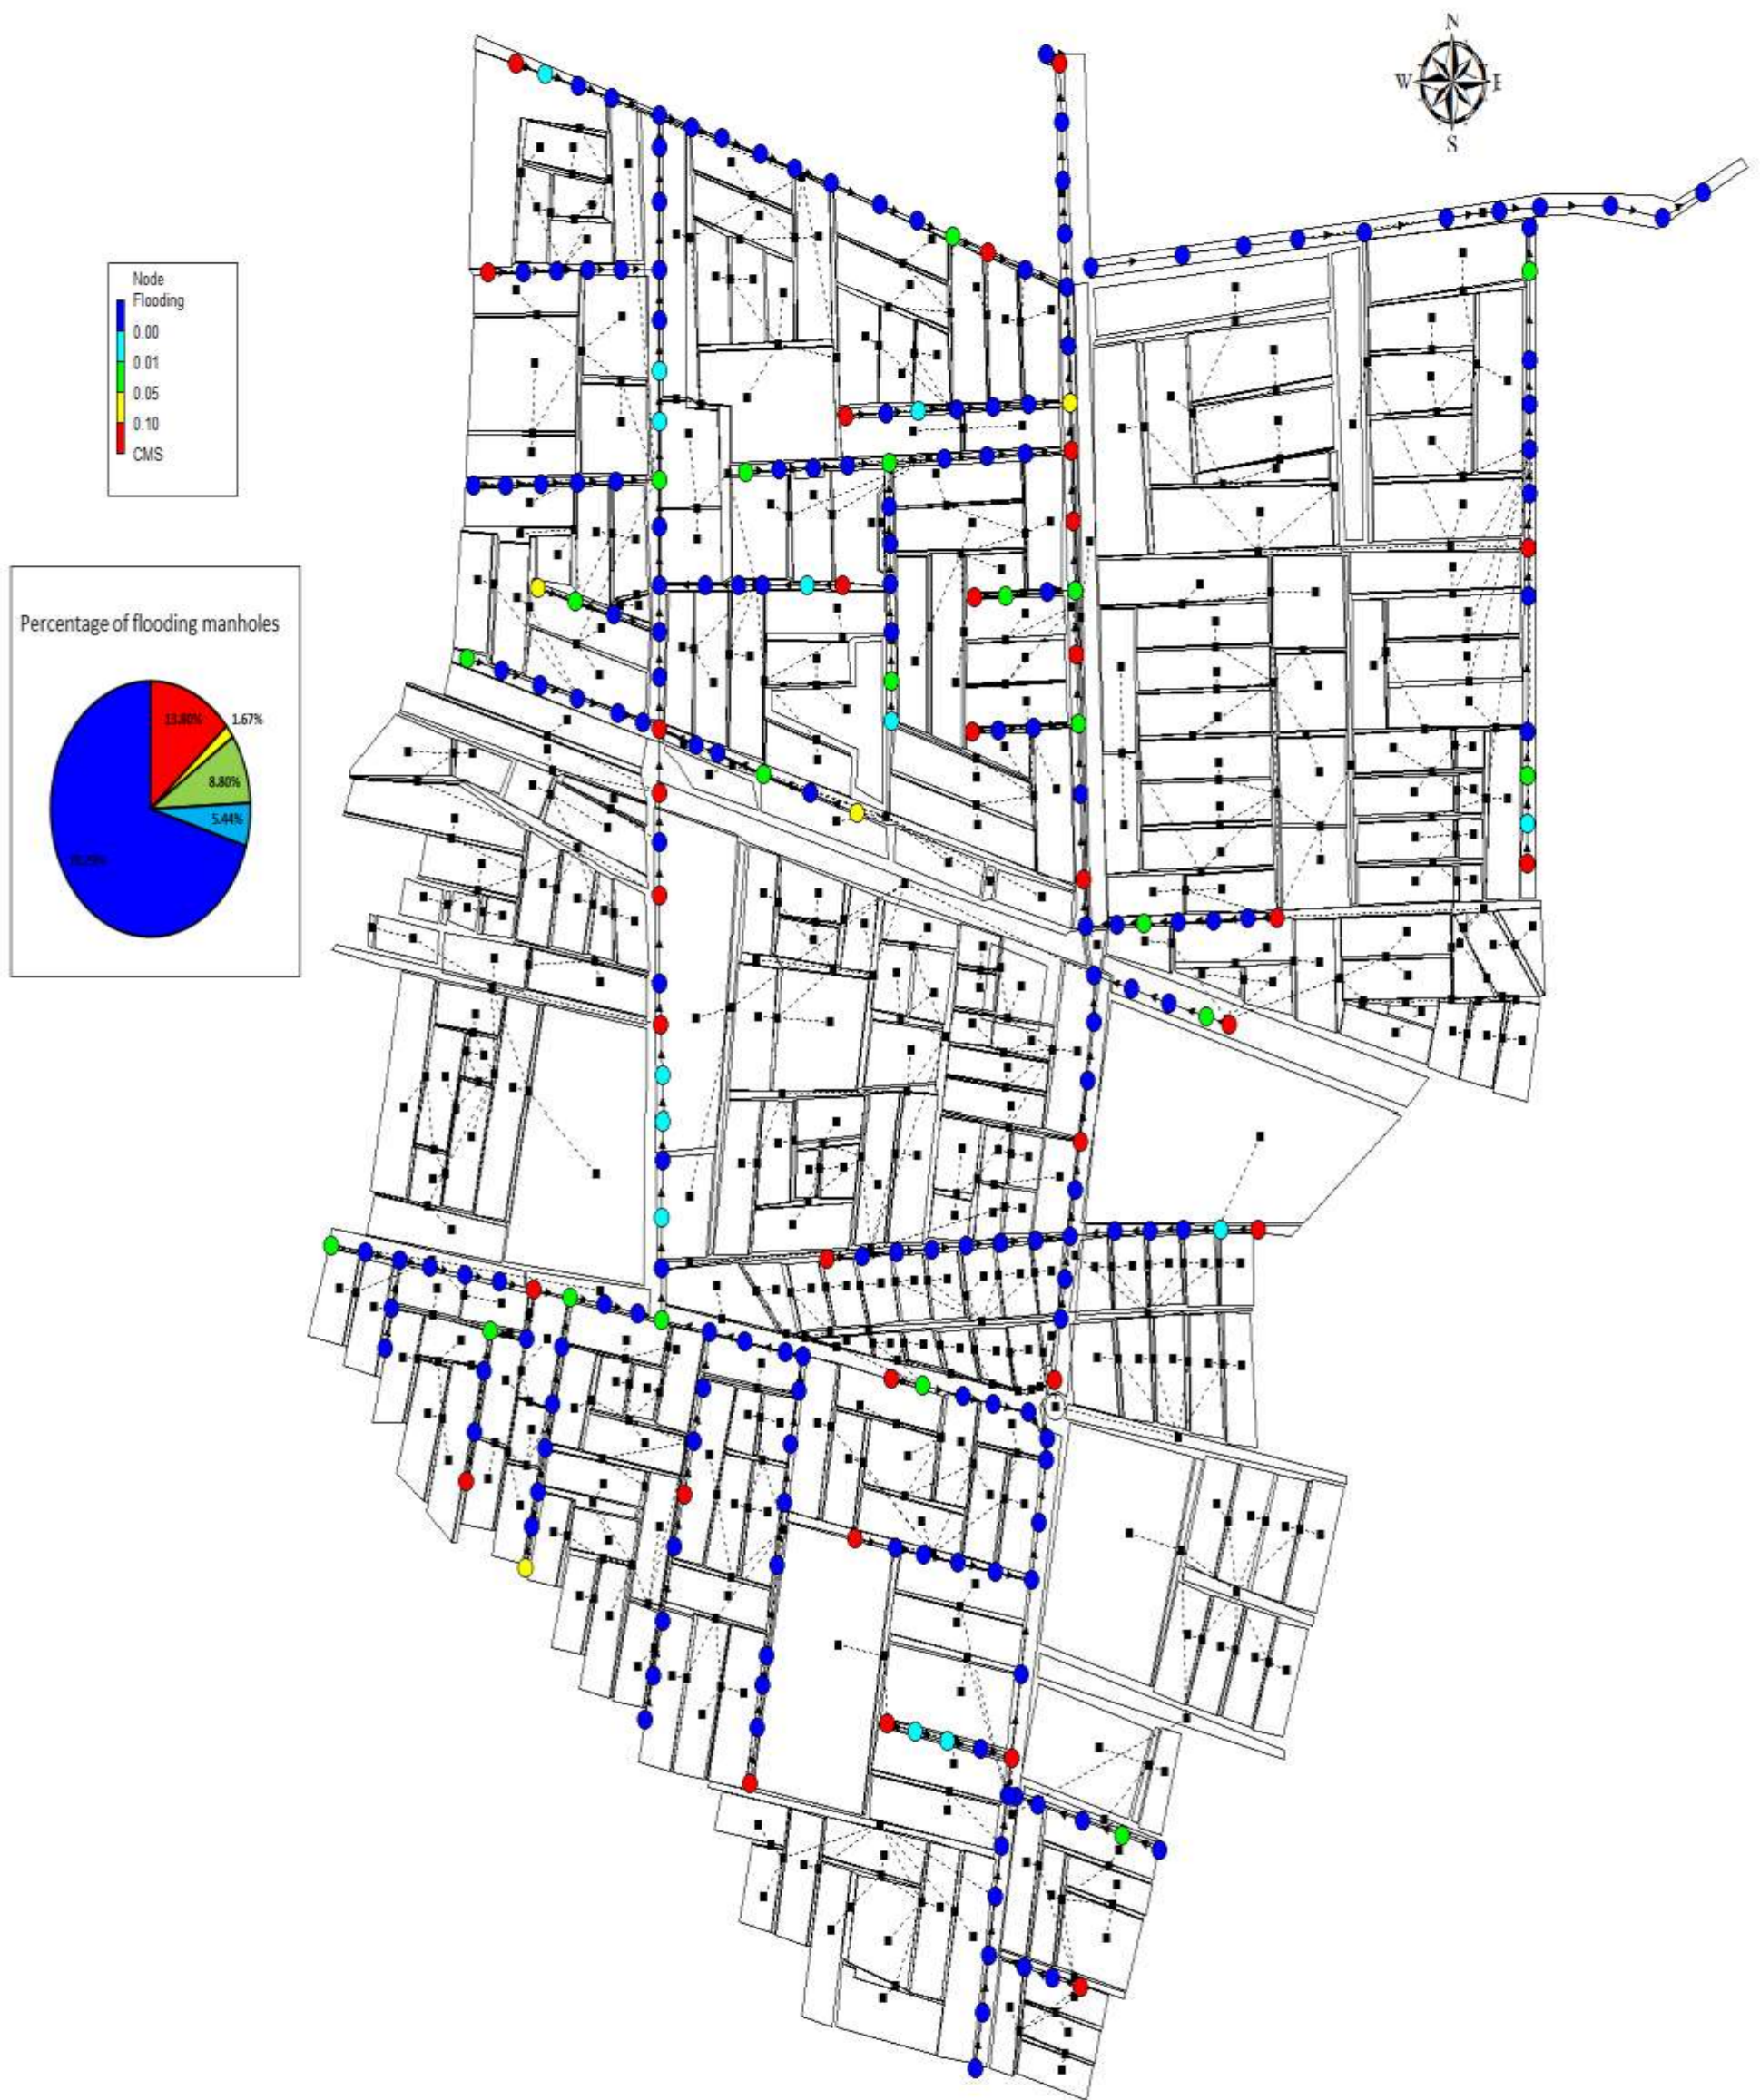 N
W E
S
Node
Flooding
0.00
0.01
0.05
0.10
CMS
Percentage of flooding manholes
13.80%
1.67%
8.80%
5.44%